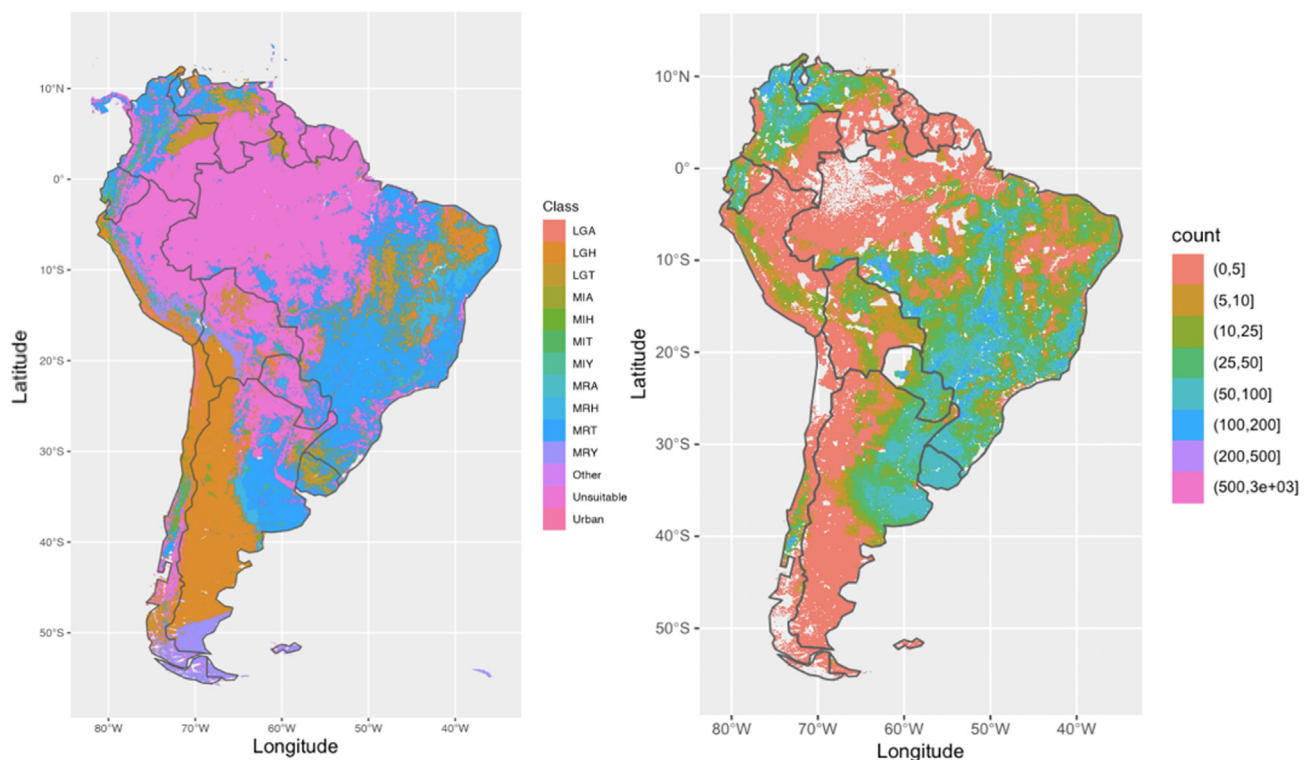 Latitude
10°N
0°
10°S
20°S
30°S
40°S
50°S
80°W
70°W
60°W
50°W
40°W
Longitude
Class
LGA
LGH
LGT
MIA
MIH
MIT
MIY
MRA
MRH
MRT
MRY
Other
Unsuitable
Urban
Latitude
10°N
0°
10°S
20°S
30°S
40°S
50°S
80°W
70°W
60°W
50°W
40°W
Longitude
count
(0,5]
(5,10]
(10,25]
(25,50]
(50,100]
(100,200]
(200,500]
(500,3e+03]